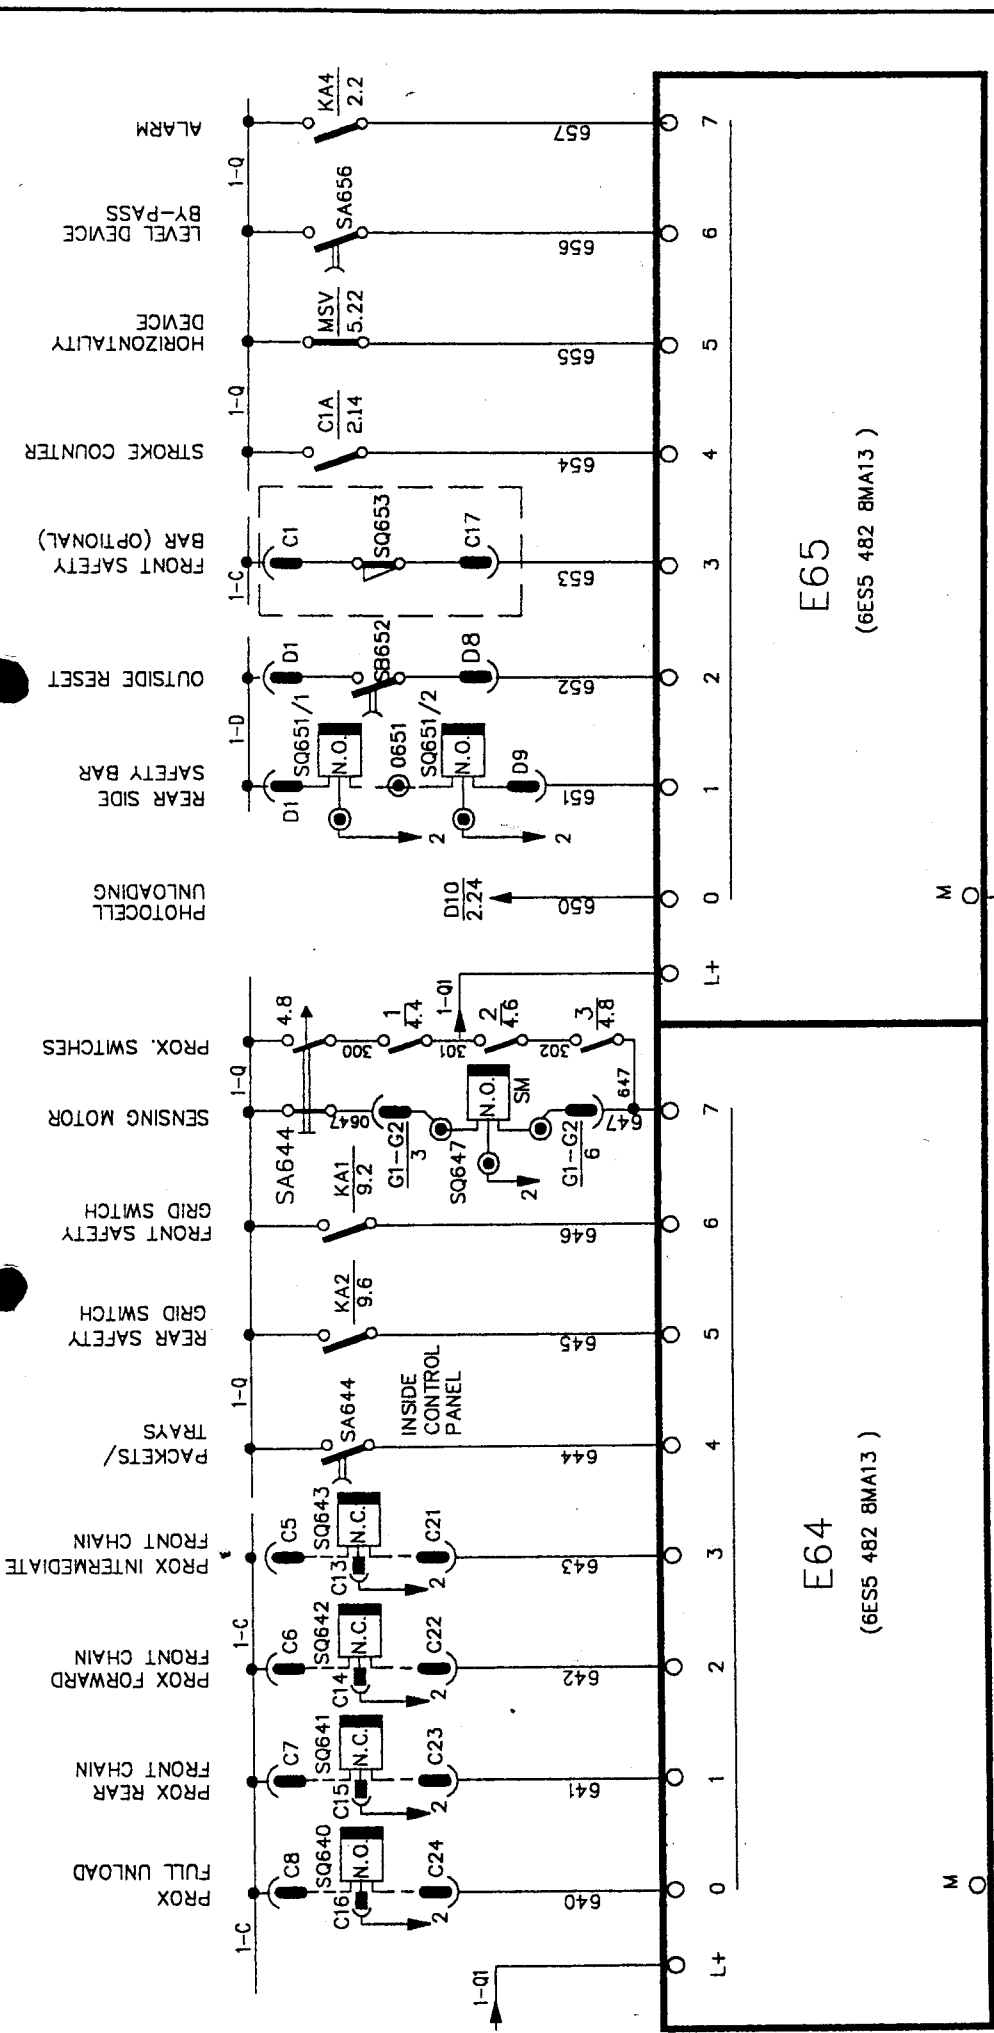 ALARM
1-Q
KA4
2.2
657
7
LEVEL DEVICE
BY-PASS
SA656
656
6
HORIZONTALITY
DEVICE
MSV
5.22
655
5
1-Q
STROKE COUNTER
C1A
2.14
654
4
FRONT SAFETY
BAR (OPTIONAL)
1-C
C1
SQ653
C17
653
3
OUTSIDE RESET
D1
SB652
D8
652
2
1-D
REAR SIDE
SAFETY BAR
D1
SQ651/1
N.O.
2
0651
SQ651/2
N.O.
2
D9
651
1
PHOTOCELL
UNLOADING
D10
2.24
650
0
L+
M
E65
(6ES5 482 8MA13 )
PROX. SWITCHES
1-Q
4.8
300
1
4.4
301
1-Q1
2
4.6
302
3
4.8
647
SENSING MOTOR
SA644
0647
G1-G2
3
SQ647
N.O.
SM
2
G1-G2
6
647
7
FRONT SAFETY
GRID SWITCH
KA1
9.2
646
6
REAR SAFETY
GRID SWITCH
KA2
9.6
645
5
1-Q
PACKETS/
TRAYS
SA644
INSIDE
CONTROL
PANEL
644
4
PROX INTERMEDIATE
FRONT CHAIN
C5
SQ643
N.C.
C13
2
C21
643
3
1-C
PROX FORWARD
FRONT CHAIN
C6
SQ642
N.C.
C14
2
C22
642
2
PROX REAR
FRONT CHAIN
C7
SQ641
N.C.
C15
2
C23
641
1
PROX
FULL UNLOAD
C8
SQ640
N.O.
C16
2
C24
640
0
1-C
1-Q1
L+
M
E64
(6ES5 482 8MA13 )